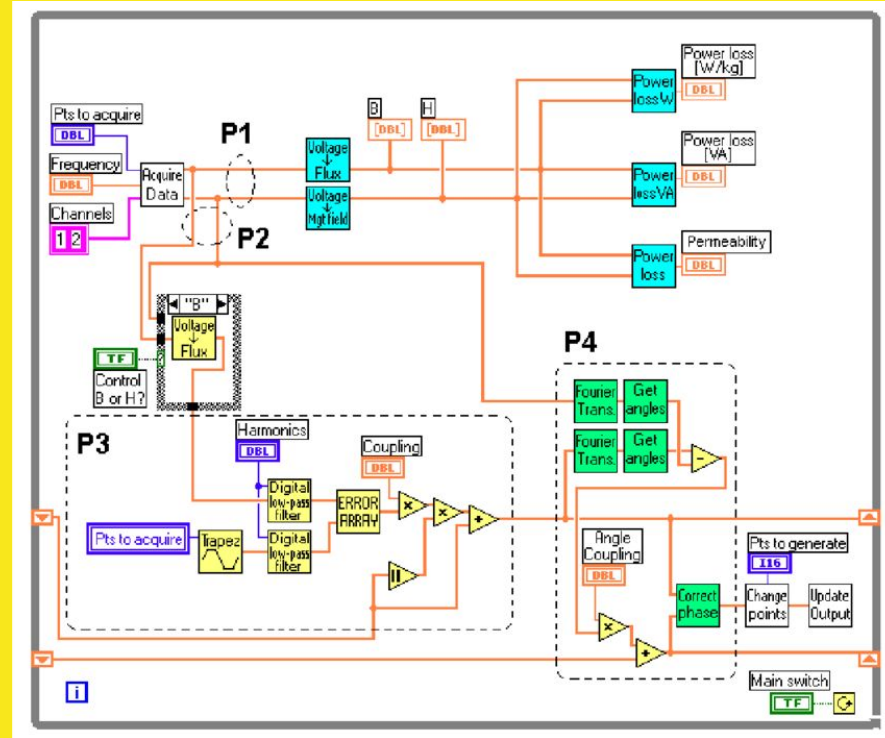 Power loss
[W/kg]
Power
loss W
DBL
Pts to acquire
DBL
P1
B
[DBL]
H
[DBL]
Frequency
DBL
Acquire
Data
Voltage
Flux
Power loss
[VA]
Power
lossVA
DBL
Channels
1 2
Voltage
Mgt field
P2
Permeability
Power
loss
DBL
"B"
Voltage
Flux
TF
?
Control
B or H?
P4
Fourier
Trans.
Get
angles
P3
Harmonics
DBL
Coupling
DBL
Fourier
Trans.
Get
angles
-
Digital
low-pass
filter
ERROR
ARRAY
x
x
+
Pts to acquire
Trapez
Digital
low-pass
filter
Angle
Coupling
DBL
Pts to generate
I16
Correct
phase
Change
points
Update
Output
x
+
i
Main switch
TF